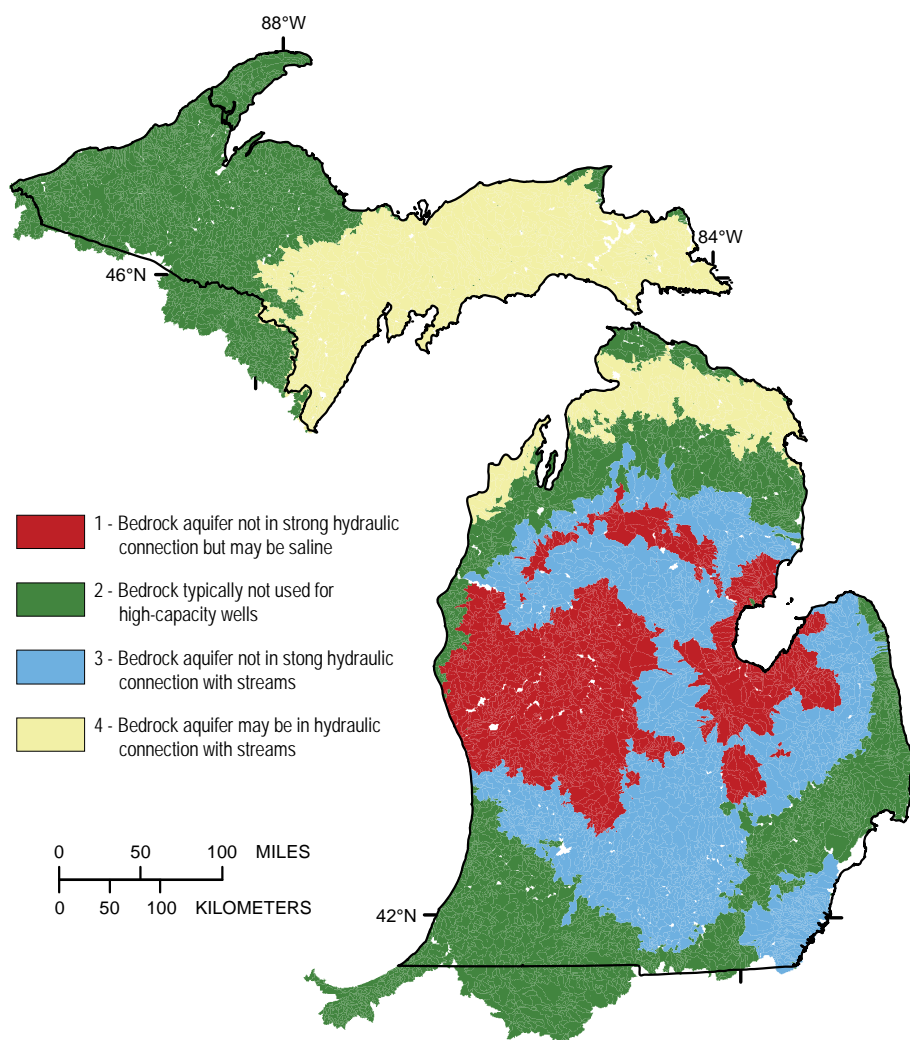 88°W
84°W
46°N
1 - Bedrock aquifer not in strong hydraulic
connection but may be saline
2 - Bedrock typically not used for
high-capacity wells
3 - Bedrock aquifer not in stong hydraulic
connection with streams
4 - Bedrock aquifer may be in hydraulic
connection with streams
0 50 100 MILES
0 50 100 KILOMETERS
42°N